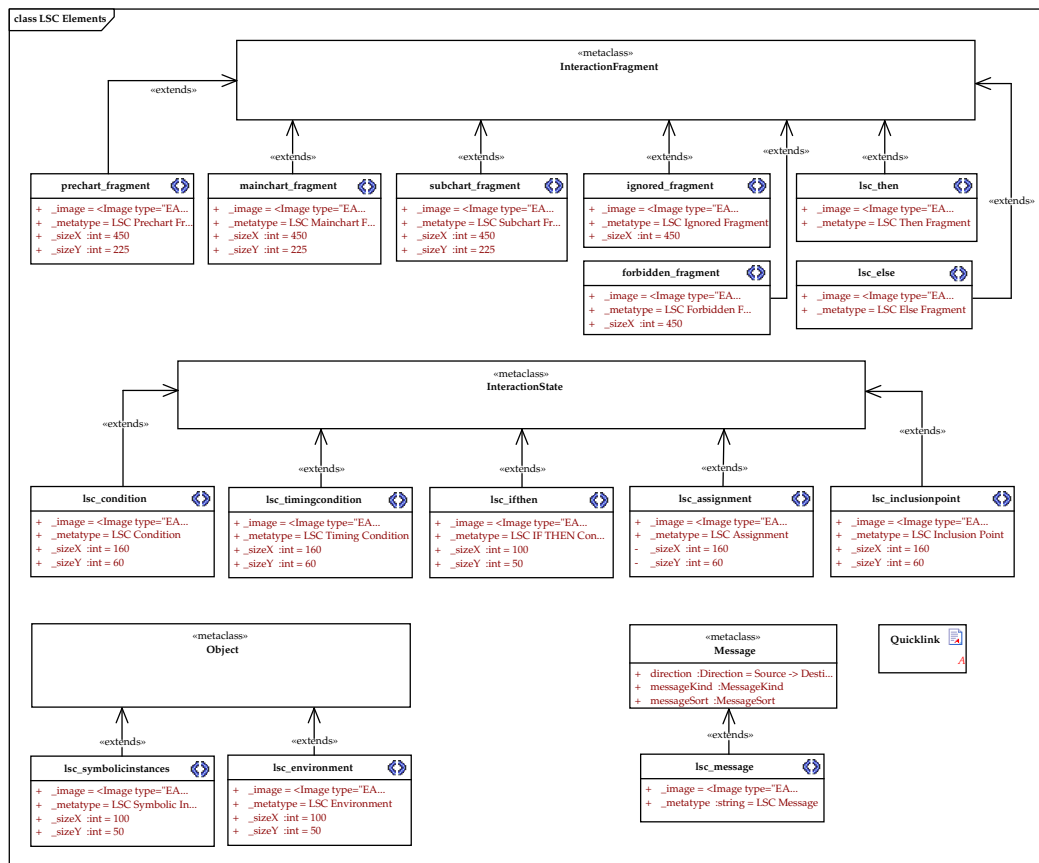 class LSC Elements
«metaclass»
InteractionFragment
«extends»
«extends»
«extends»
«extends»
«extends»
«extends»
«extends»
prechart_fragment
+ _image = <Image type="EA...
+ _metatype = LSC Prechart Fr...
+ _sizeX :int = 450
+ _sizeY :int = 225
mainchart_fragment
+ _image = <Image type="EA...
+ _metatype = LSC Mainchart F...
+ _sizeX :int = 450
+ _sizeY :int = 225
subchart_fragment
+ _image = <Image type="EA...
+ _metatype = LSC Subchart Fr...
+ _sizeX :int = 450
+ _sizeY :int = 225
ignored_fragment
+ _image = <Image type="EA...
+ _metatype = LSC Ignored Fragment
+ _sizeX :int = 450
lsc_then
+ _image = <Image type="EA...
+ _metatype = LSC Then Fragment
forbidden_fragment
+ _image = <Image type="EA...
+ _metatype = LSC Forbidden F...
+ _sizeX :int = 450
lsc_else
+ _image = <Image type="EA...
+ _metatype = LSC Else Fragment
«metaclass»
InteractionState
«extends»
«extends»
«extends»
«extends»
«extends»
lsc_condition
+ _image = <Image type="EA...
+ _metatype = LSC Condition
+ _sizeX :int = 160
+ _sizeY :int = 60
lsc_timingcondition
+ _image = <Image type="EA...
+ _metatype = LSC Timing Condition
+ _sizeX :int = 160
+ _sizeY :int = 60
lsc_ifthen
+ _image = <Image type="EA...
+ _metatype = LSC IF THEN Con...
+ _sizeX :int = 100
+ _sizeY :int = 50
lsc_assignment
+ _image = <Image type="EA...
+ _metatype = LSC Assignment
- _sizeX :int = 160
- _sizeY :int = 60
lsc_inclusionpoint
+ _image = <Image type="EA...
+ _metatype = LSC Inclusion Point
+ _sizeX :int = 160
+ _sizeY :int = 60
«metaclass»
Object
«extends»
«extends»
lsc_symbolicinstances
+ _image = <Image type="EA...
+ _metatype = LSC Symbolic In...
+ _sizeX :int = 100
+ _sizeY :int = 50
lsc_environment
+ _image = <Image type="EA...
+ _metatype = LSC Environment
+ _sizeX :int = 100
+ _sizeY :int = 50
«metaclass»
Message
+ direction :Direction = Source -> Desti...
+ messageKind :MessageKind
+ messageSort :MessageSort
«extends»
lsc_message
+ _image = <Image type="EA...
+ _metatype :string = LSC Message
Quicklink
A